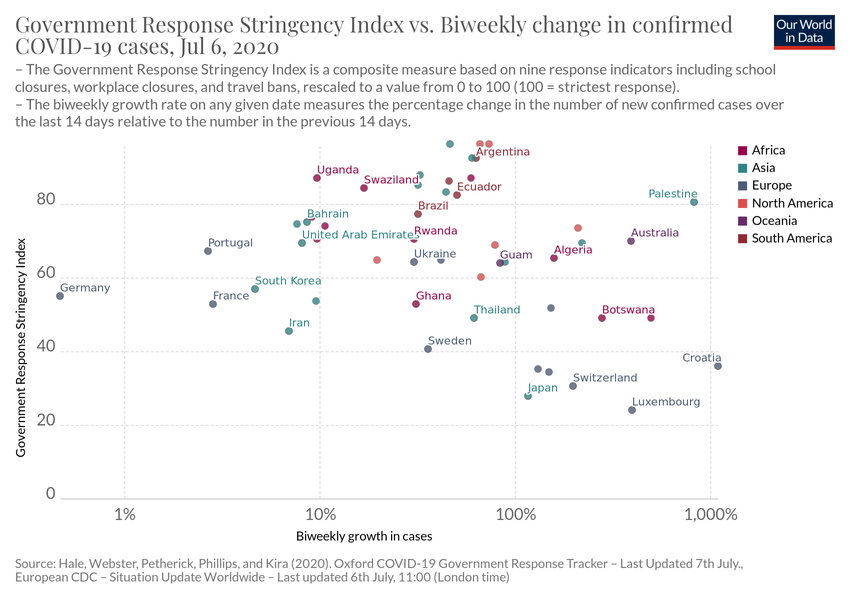 Government Response Stringency Index vs. Biweekly change in confirmed
COVID-19 cases, Jul 6, 2020
Our World
in Data
– The Government Response Stringency Index is a composite measure based on nine response indicators including school
closures, workplace closures, and travel bans, rescaled to a value from 0 to 100 (100 = strictest response).
– The biweekly growth rate on any given date measures the percentage change in the number of new confirmed cases over
the last 14 days relative to the number in the previous 14 days.
Africa
Asia
Europe
North America
Oceania
South America
Argentina
Uganda
Swaziland
Ecuador
Palestine
80
Brazil
Bahrain
United Arab Emirates
Rwanda
Australia
Portugal
Ukraine
Guam
Algeria
60
South Korea
Germany
France
Ghana
Thailand
Botswana
Iran
Sweden
40
Croatia
Switzerland
Japan
Luxembourg
20
0
Government Response Stringency Index
1%
10%
100%
1,000%
Biweekly growth in cases
Source: Hale, Webster, Petherick, Phillips, and Kira (2020). Oxford COVID-19 Government Response Tracker – Last Updated 7th July.,
European CDC – Situation Update Worldwide – Last updated 6th July, 11:00 (London time)